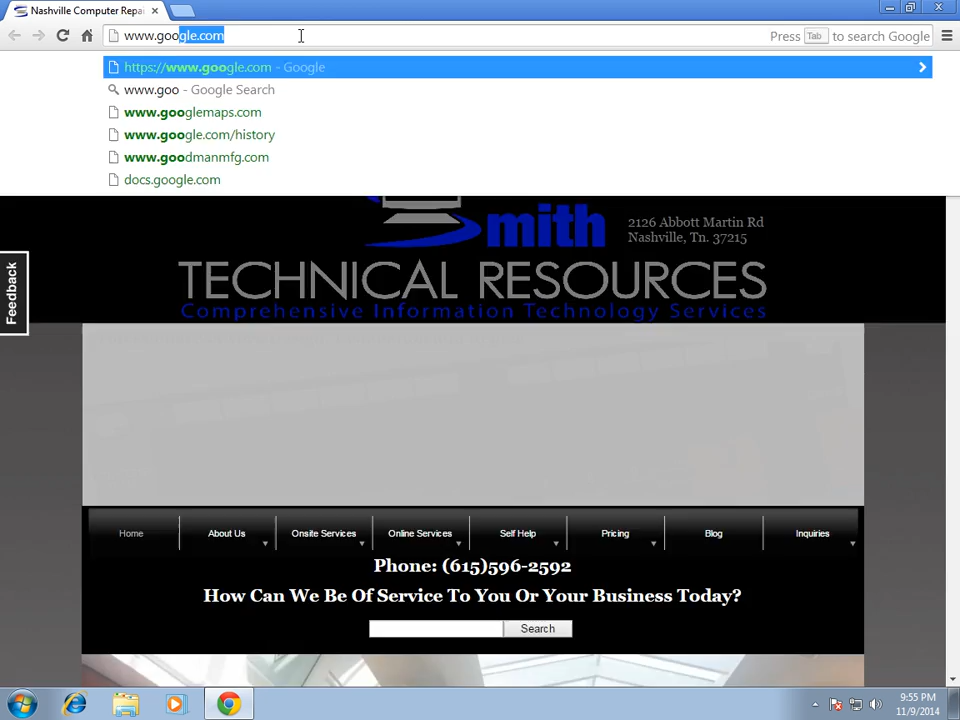 Nashville Computer Repai
www.google.com
Press Tab to search Google
https://www.google.com - Google
www.goo - Google Search
www.googlemaps.com
www.google.com/history
www.goodmanmfg.com
docs.google.com
mith
2126 Abbott Martin Rd
Nashville, Tn. 37215
TECHNICAL RESOURCES
Comprehensive Information Technology Services
Feedback
Home About Us Onsite Services Online Services Self Help Pricing Blog Inquiries
Phone: (615)596-2592
How Can We Be Of Service To You Or Your Business Today?
Search
9:55 PM
11/9/2014